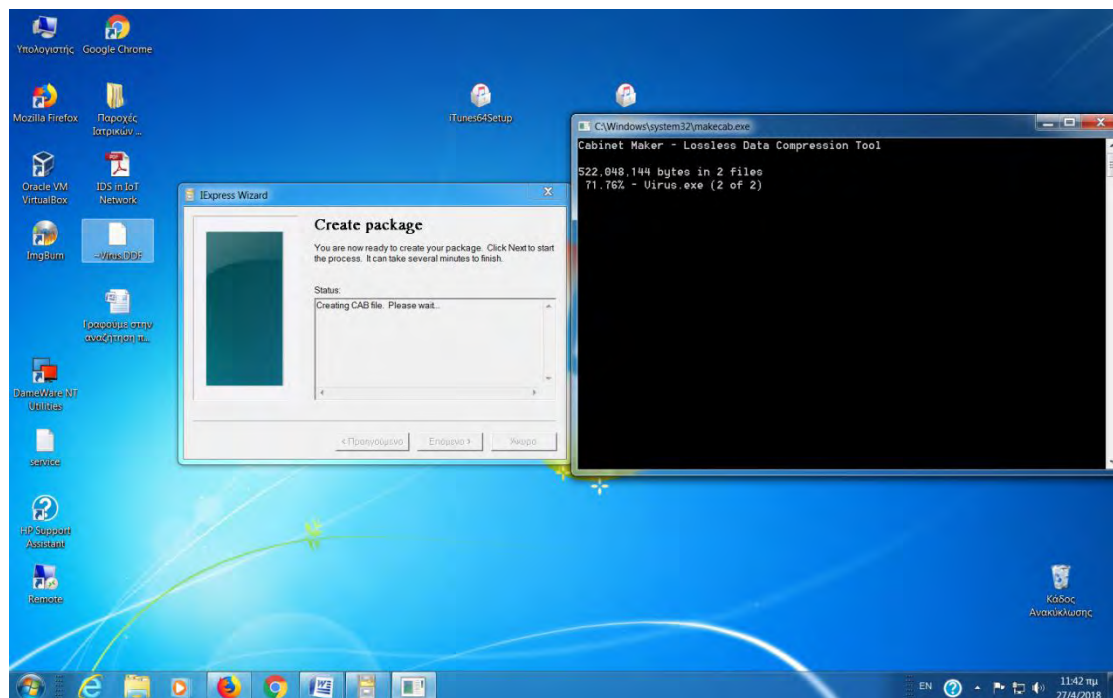 Υπολογιστής
Google Chrome
Mozilla Firefox
Παροχές
Ιατρικών ...
iTunes64Setup
Oracle VM
VirtualBox
IDS in IoT
Network
ImgBurn
~Virus.DDF
Γραφουμε στην
αναζητηση π...
DameWare NT
Utilities
service
HP Support
Assistant
Remote
IExpress Wizard
Create package
You are now ready to create your package. Click Next to start
the process. It can take several minutes to finish.
Status:
Creating CAB file. Please wait...
< Προηγούμενο
Επόμενο >
Άκυρο
C:\Windows\system32\makecab.exe
Cabinet Maker - Lossless Data Compression Tool
522,048,144 bytes in 2 files
71.76% - Virus.exe (2 of 2)
Κάδος
Ανακύκλωσης
EN
11:42 πμ
27/4/2018